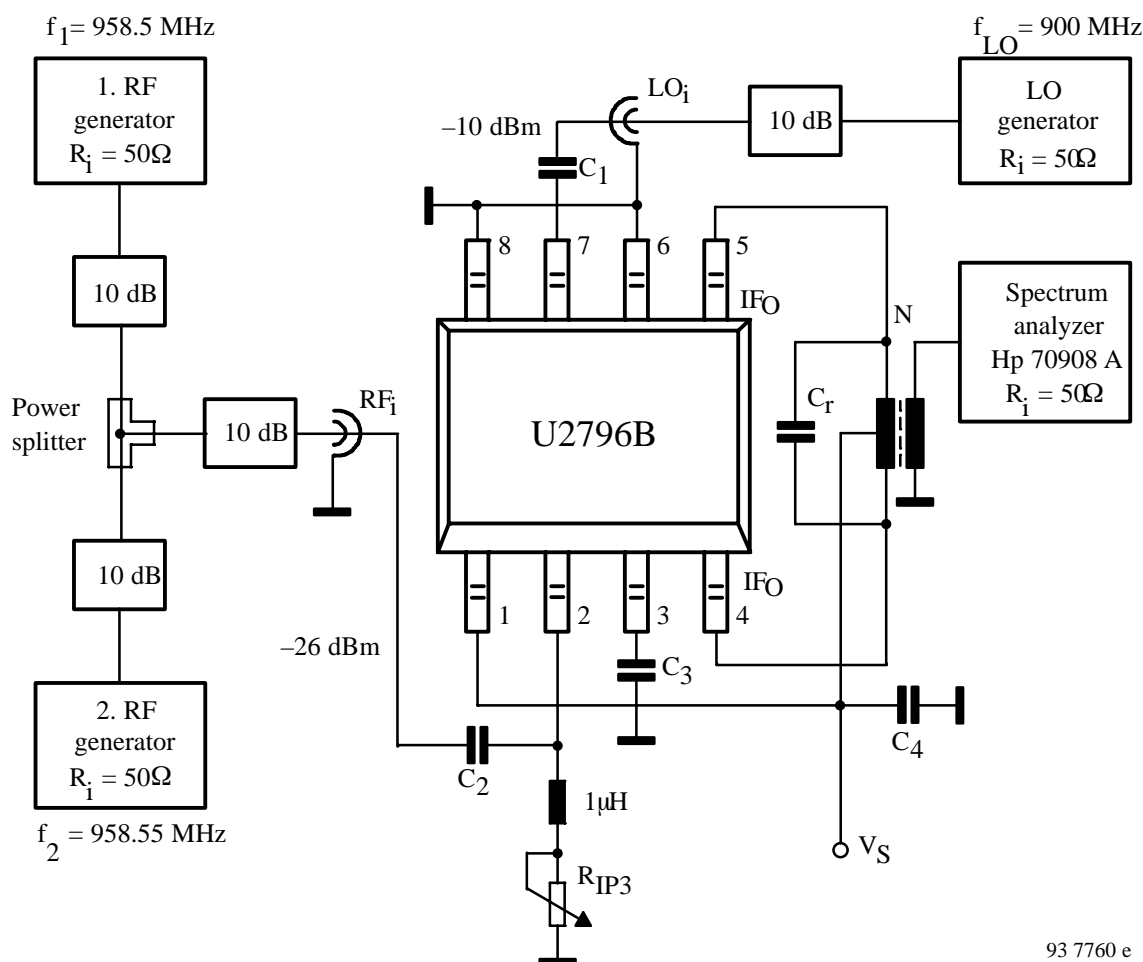 f1 = 958.5 MHz
1. RF
generator
Ri = 50Ω
10 dB
Power
splitter
10 dB
RFi
10 dB
–26 dBm
2. RF
generator
Ri = 50Ω
f2 = 958.55 MHz
fLO = 900 MHz
LO
generator
Ri = 50Ω
10 dB
LOi
–10 dBm
C1
8
7
6
5
IFO
N
Spectrum
analyzer
Hp 70908 A
Ri = 50Ω
Cr
U2796B
IFO
1
2
3
4
C3
C4
C2
1μH
RIP3
VS
93 7760 e